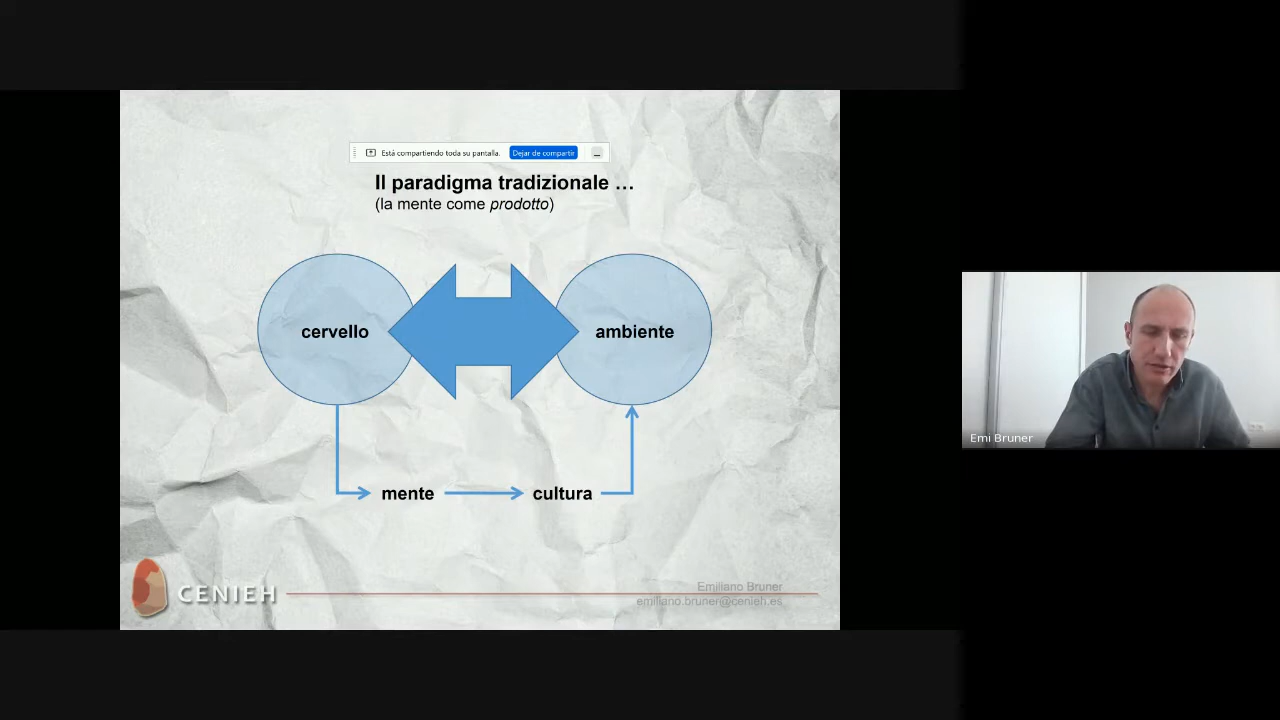 Está compartiendo toda su pantalla.
Dejar de compartir
Il paradigma tradizionale …
(la mente come prodotto)
cervello
ambiente
mente
cultura
CENIEH
Emiliano Bruner
emiliano.bruner@cenieh.es
Emi Bruner